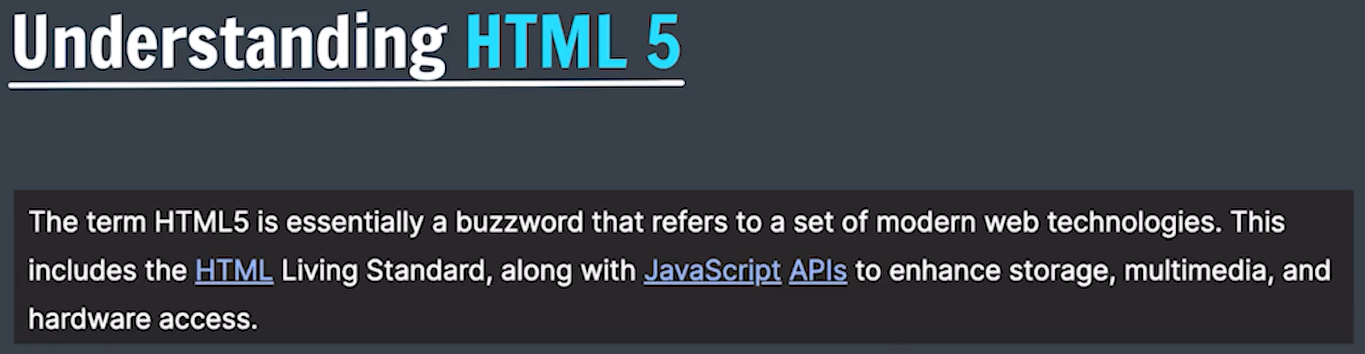 Understanding HTML 5
The term HTML5 is essentially a buzzword that refers to a set of modern web technologies. This
includes the HTML Living Standard, along with JavaScript APIs to enhance storage, multimedia, and
hardware access.